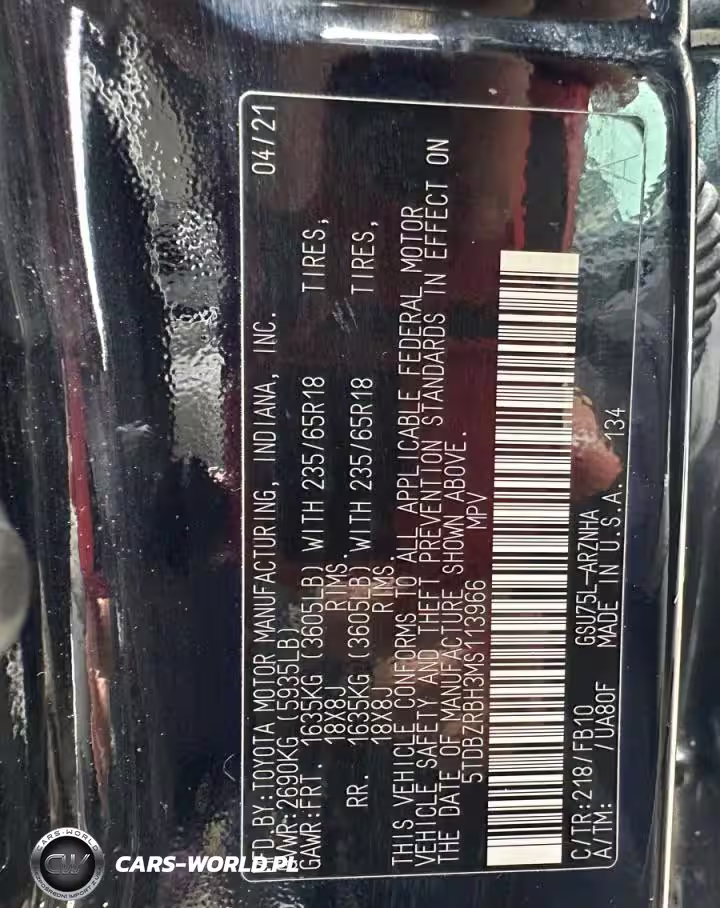 MFD.BY:TOYOTA MOTOR MANUFACTURING, INDIANA, INC. 04/21
GVWR:2690KG (5935LB)
GAWR:FRT. 1635KG (3605LB) WITH 235/65R18 TIRES,
18X8J RIMS.
RR. 1635KG (3605LB) WITH 235/65R18 TIRES,
18X8J RIMS.
THIS VEHICLE CONFORMS TO ALL APPLICABLE FEDERAL MOTOR
VEHICLE SAFETY AND THEFT PREVENTION STANDARDS IN EFFECT ON
THE DATE OF MANUFACTURE SHOWN ABOVE.
5TDBZRBH3MS113966 MPV
C/TR:218/FB10 GSU75L-ARZNHA
A/TM: /UA80F MADE IN U.S.A. 134
A
CARS-WORLD
CW
CARS-WORLD.PL